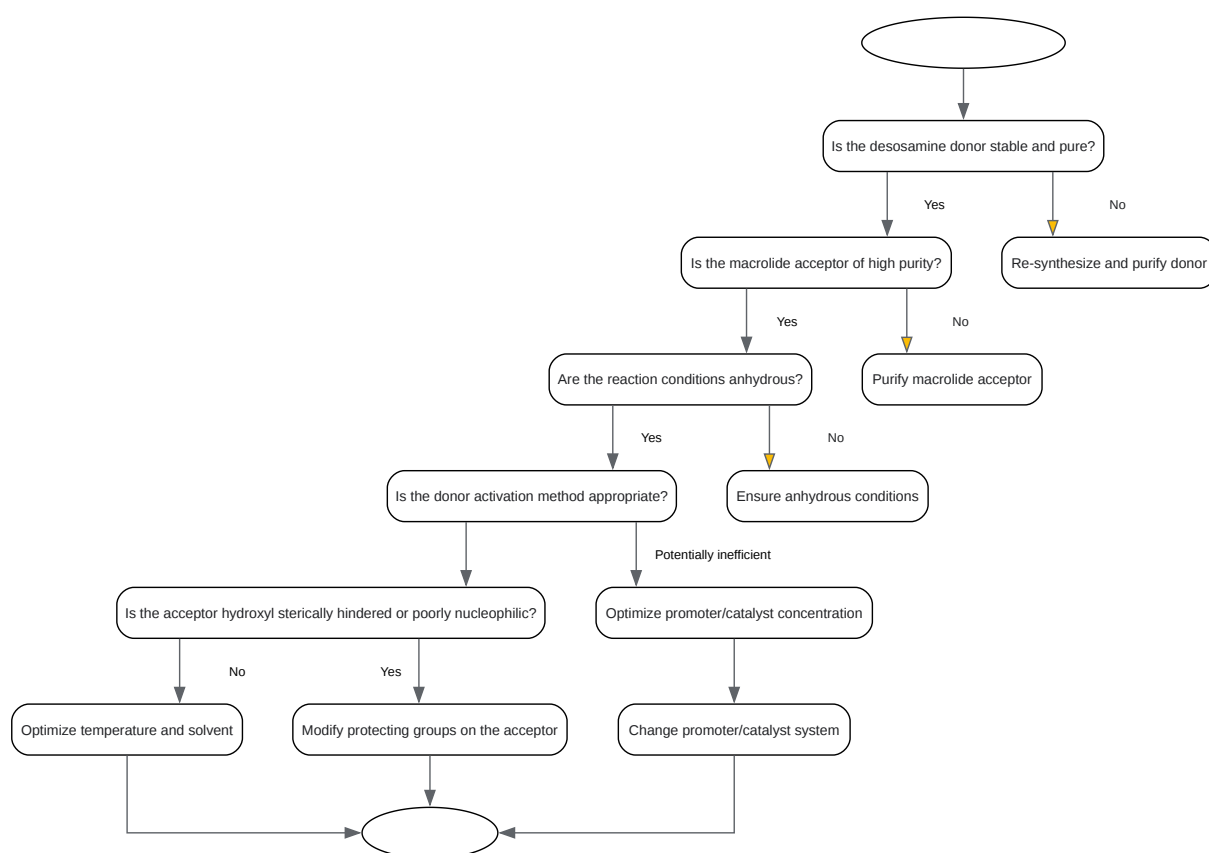 Is the desosamine donor stable and pure?
Yes
No
Is the macrolide acceptor of high purity?
Re-synthesize and purify donor
Yes
No
Are the reaction conditions anhydrous?
Purify macrolide acceptor
Yes
No
Is the donor activation method appropriate?
Ensure anhydrous conditions
Potentially inefficient
Is the acceptor hydroxyl sterically hindered or poorly nucleophilic?
Optimize promoter/catalyst concentration
No
Yes
Optimize temperature and solvent
Modify protecting groups on the acceptor
Change promoter/catalyst system